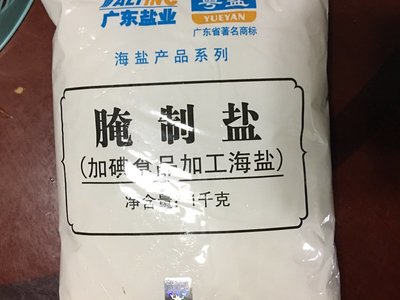 SALTING
粤盐
广东盐业
YUEYAN
广东省著名商标
海盐产品系列
腌制盐
(加碘食品加工海盐)
净含量:1千克